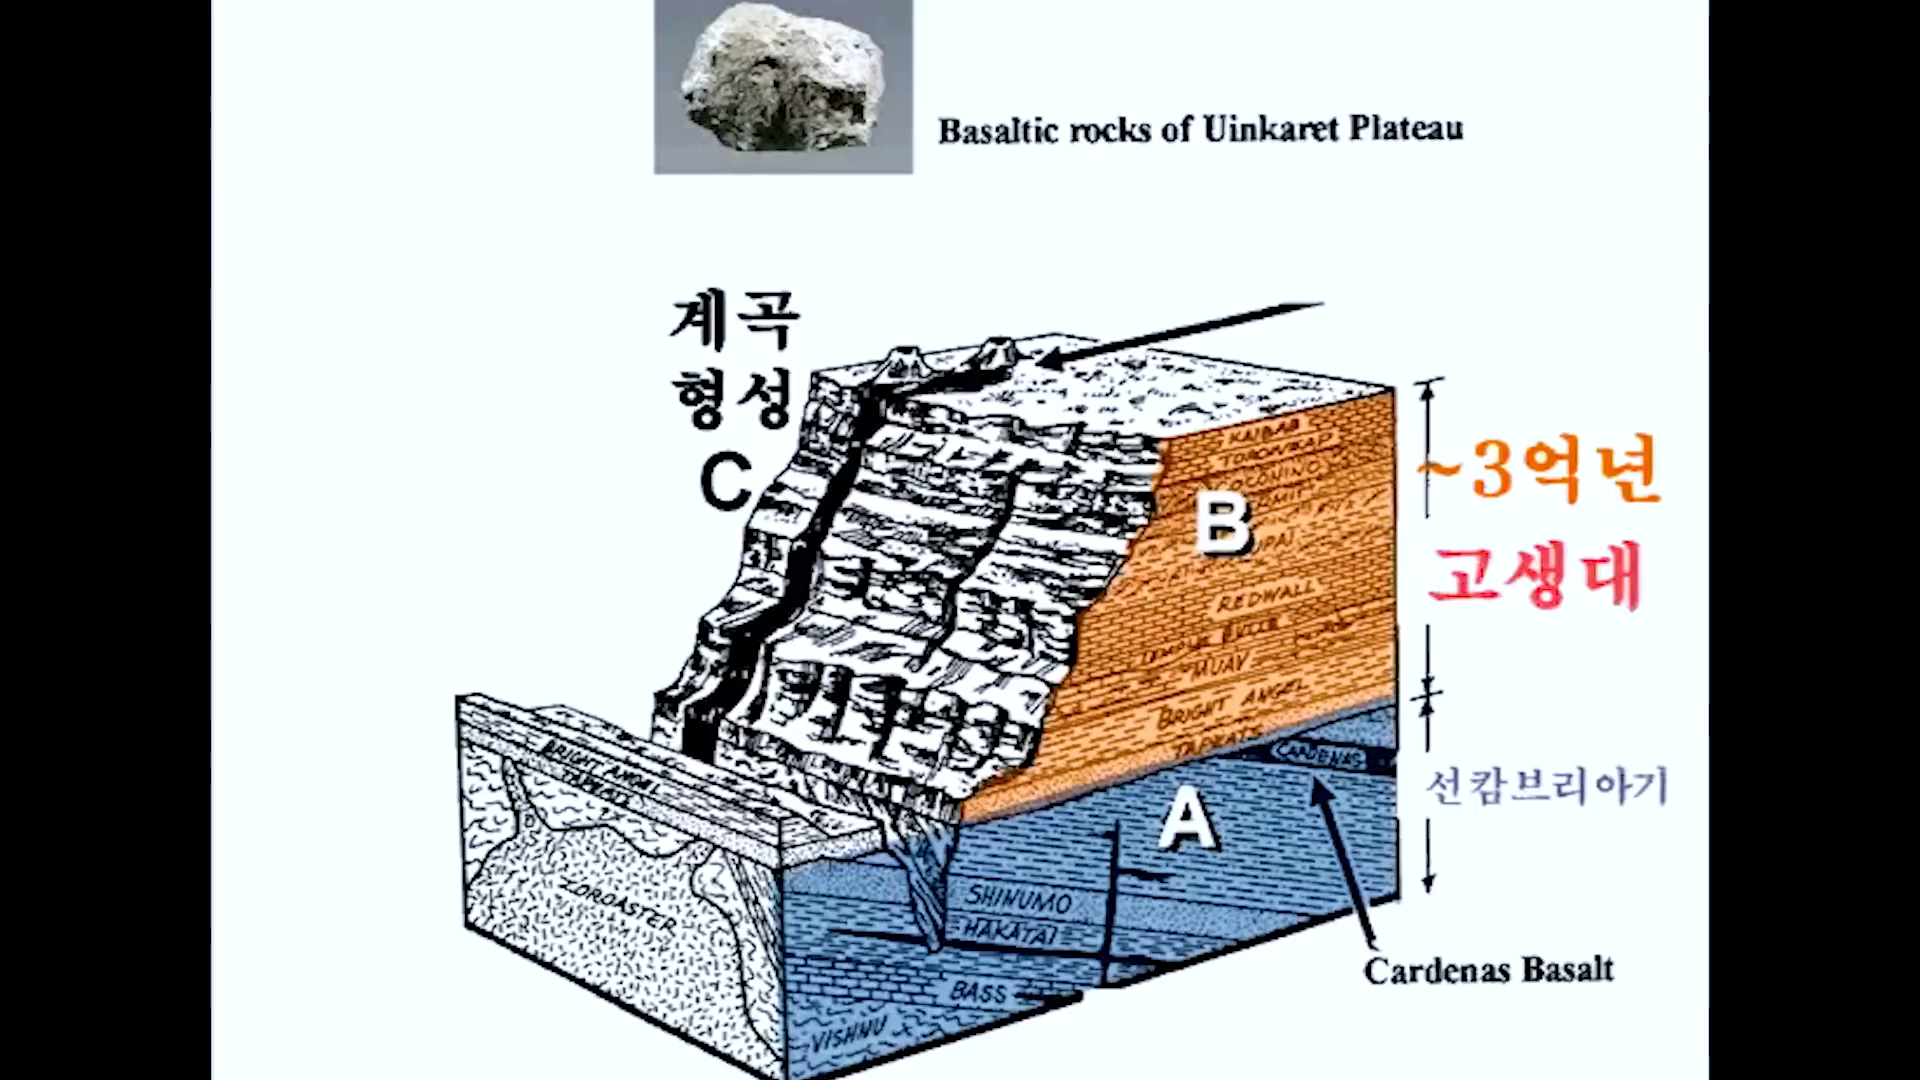 Basaltic rocks of Uinkaret Plateau
계곡
형성
C
KAIBAB
TOROWEAP
COCONINO
B
~3억년
고생대
REDWALL
MUAV
BRIGHT ANGEL
TAPEATS
CARDENAS
선캄브리아기
A
BRIGHT ANGEL
TAPEATS
ZOROASTER
SHINUMO
HAKATAI
BASS
VISHNU
Cardenas Basalt